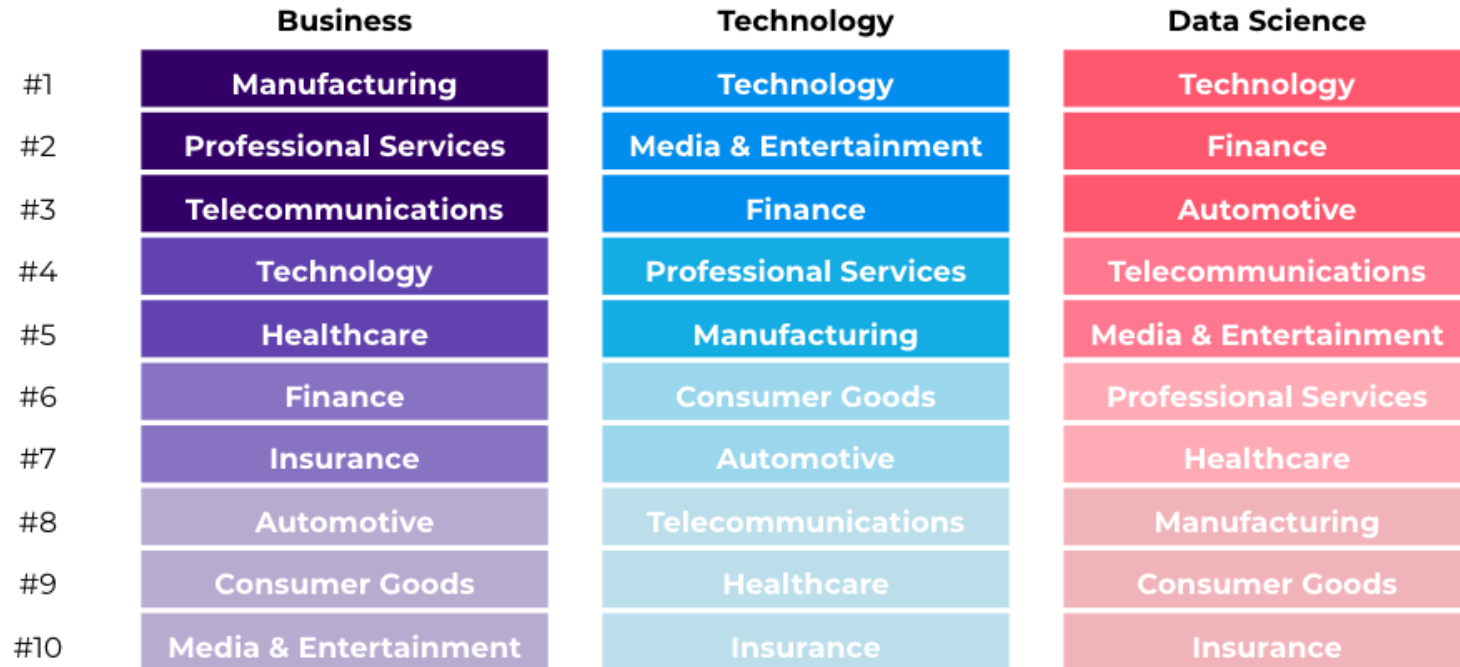 Business Technology Data Science
#1 Manufacturing Technology Technology
#2 Professional Services Media & Entertainment Finance
#3 Telecommunications Finance Automotive
#4 Technology Professional Services Telecommunications
#5 Healthcare Manufacturing Media & Entertainment
#6 Finance Consumer Goods Professional Services
#7 Insurance Automotive Healthcare
#8 Automotive Telecommunications Manufacturing
#9 Consumer Goods Healthcare Consumer Goods
#10 Media & Entertainment Insurance Insurance